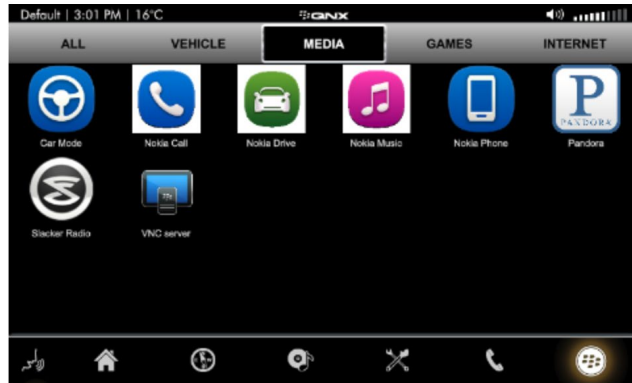 Default | 3:01 PM | 16°C
QNX
ALL VEHICLE MEDIA GAMES INTERNET
Car Mode Nokia Call Nokia Drive Nokia Music Nokia Phone P PANDORA Pandora
Slacker Radio VNC server